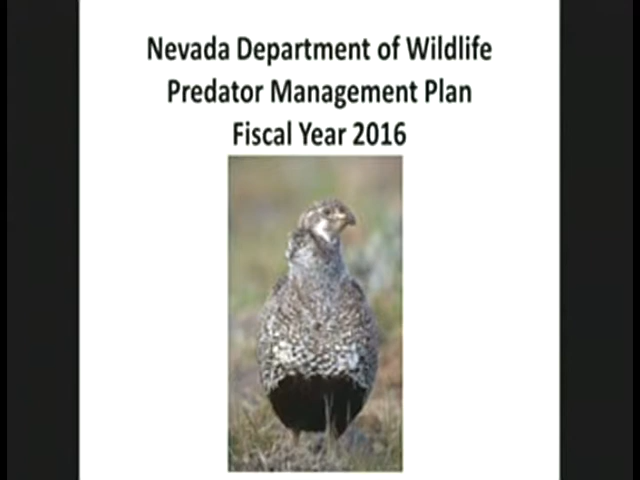 Nevada Department of Wildlife
Predator Management Plan
Fiscal Year 2016